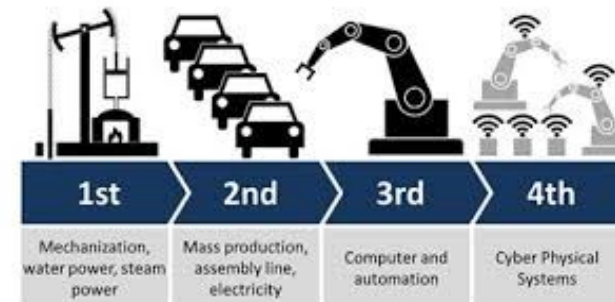 1st
2nd
3rd
4th
Mechanization,
water power, steam
power
Mass production,
assembly line,
electricity
Computer and
automation
Cyber Physical
Systems